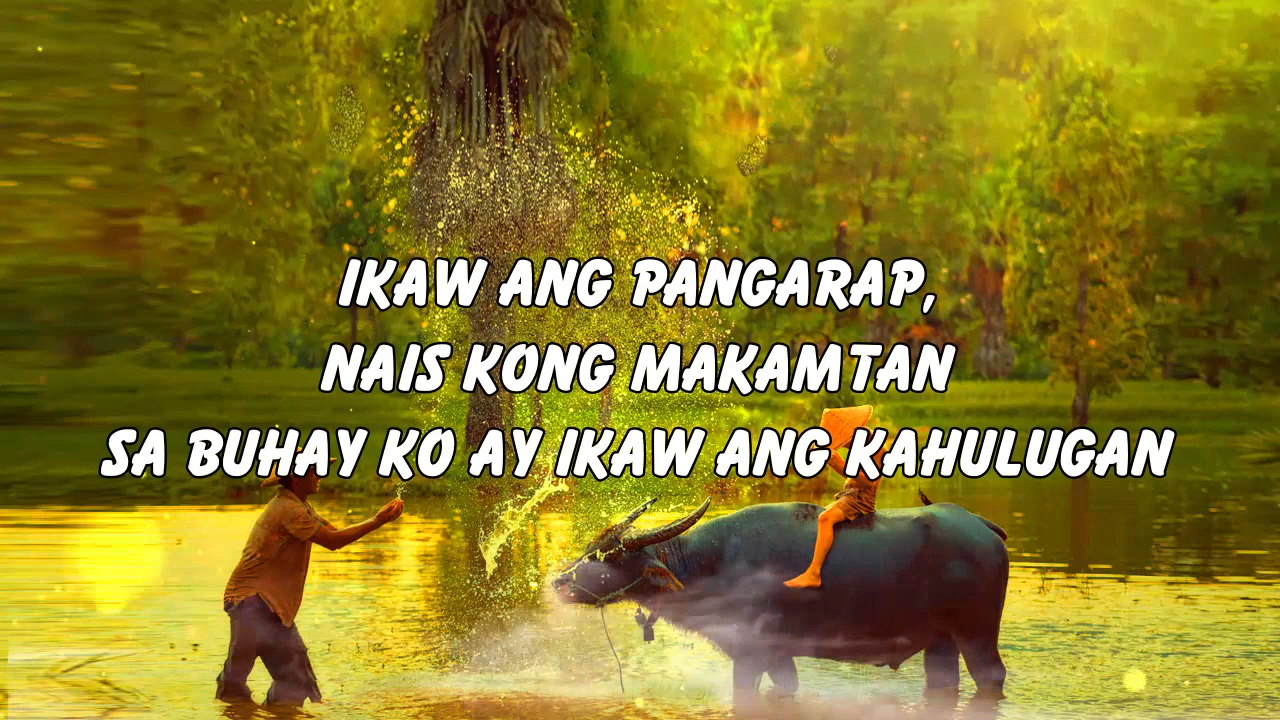 IKAW ANG PANGARAP,
NAIS KONG MAKAMTAN
SA BUHAY KO AY IKAW ANG KAHULUGAN